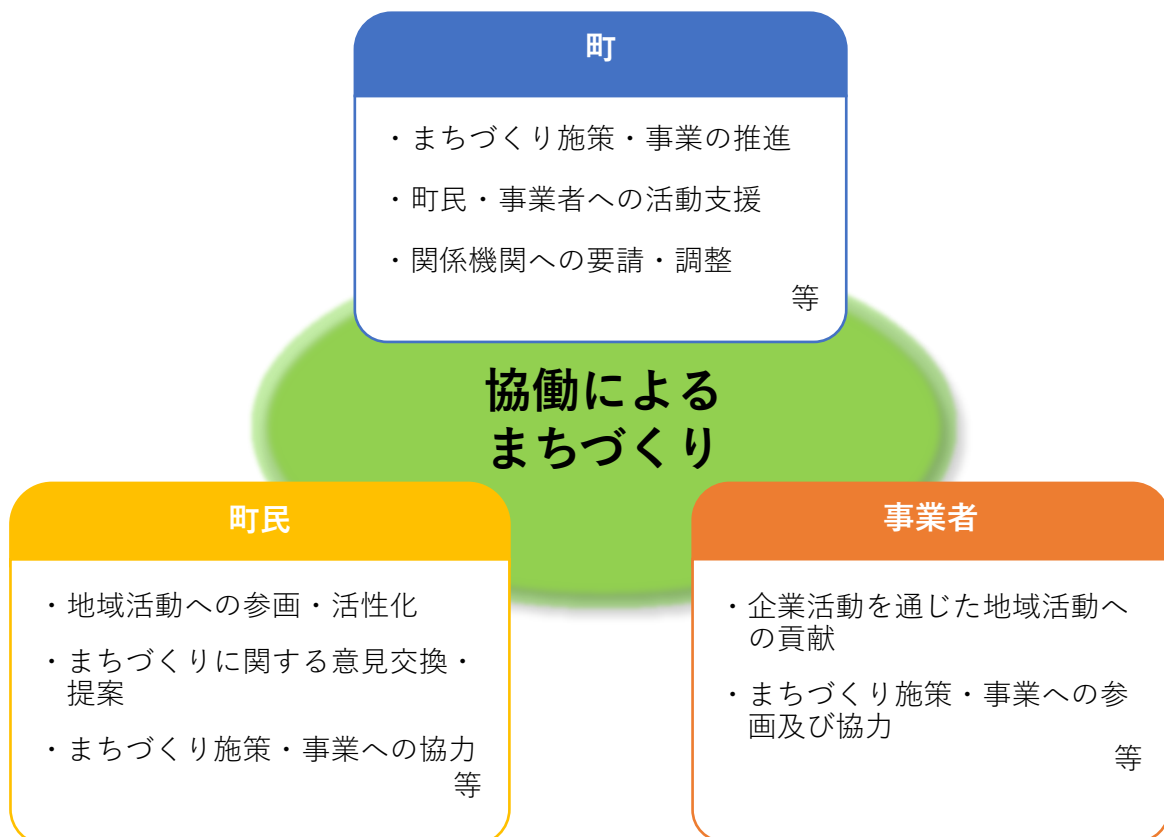 町
・まちづくり施策・事業の推進
・町民・事業者への活動支援
・関係機関への要請・調整
等
協働による
まちづくり
町民
・地域活動への参画・活性化
・まちづくりに関する意見交換・
提案
・まちづくり施策・事業への協力
等
事業者
・企業活動を通じた地域活動へ
の貢献
・まちづくり施策・事業への参
画及び協力
等